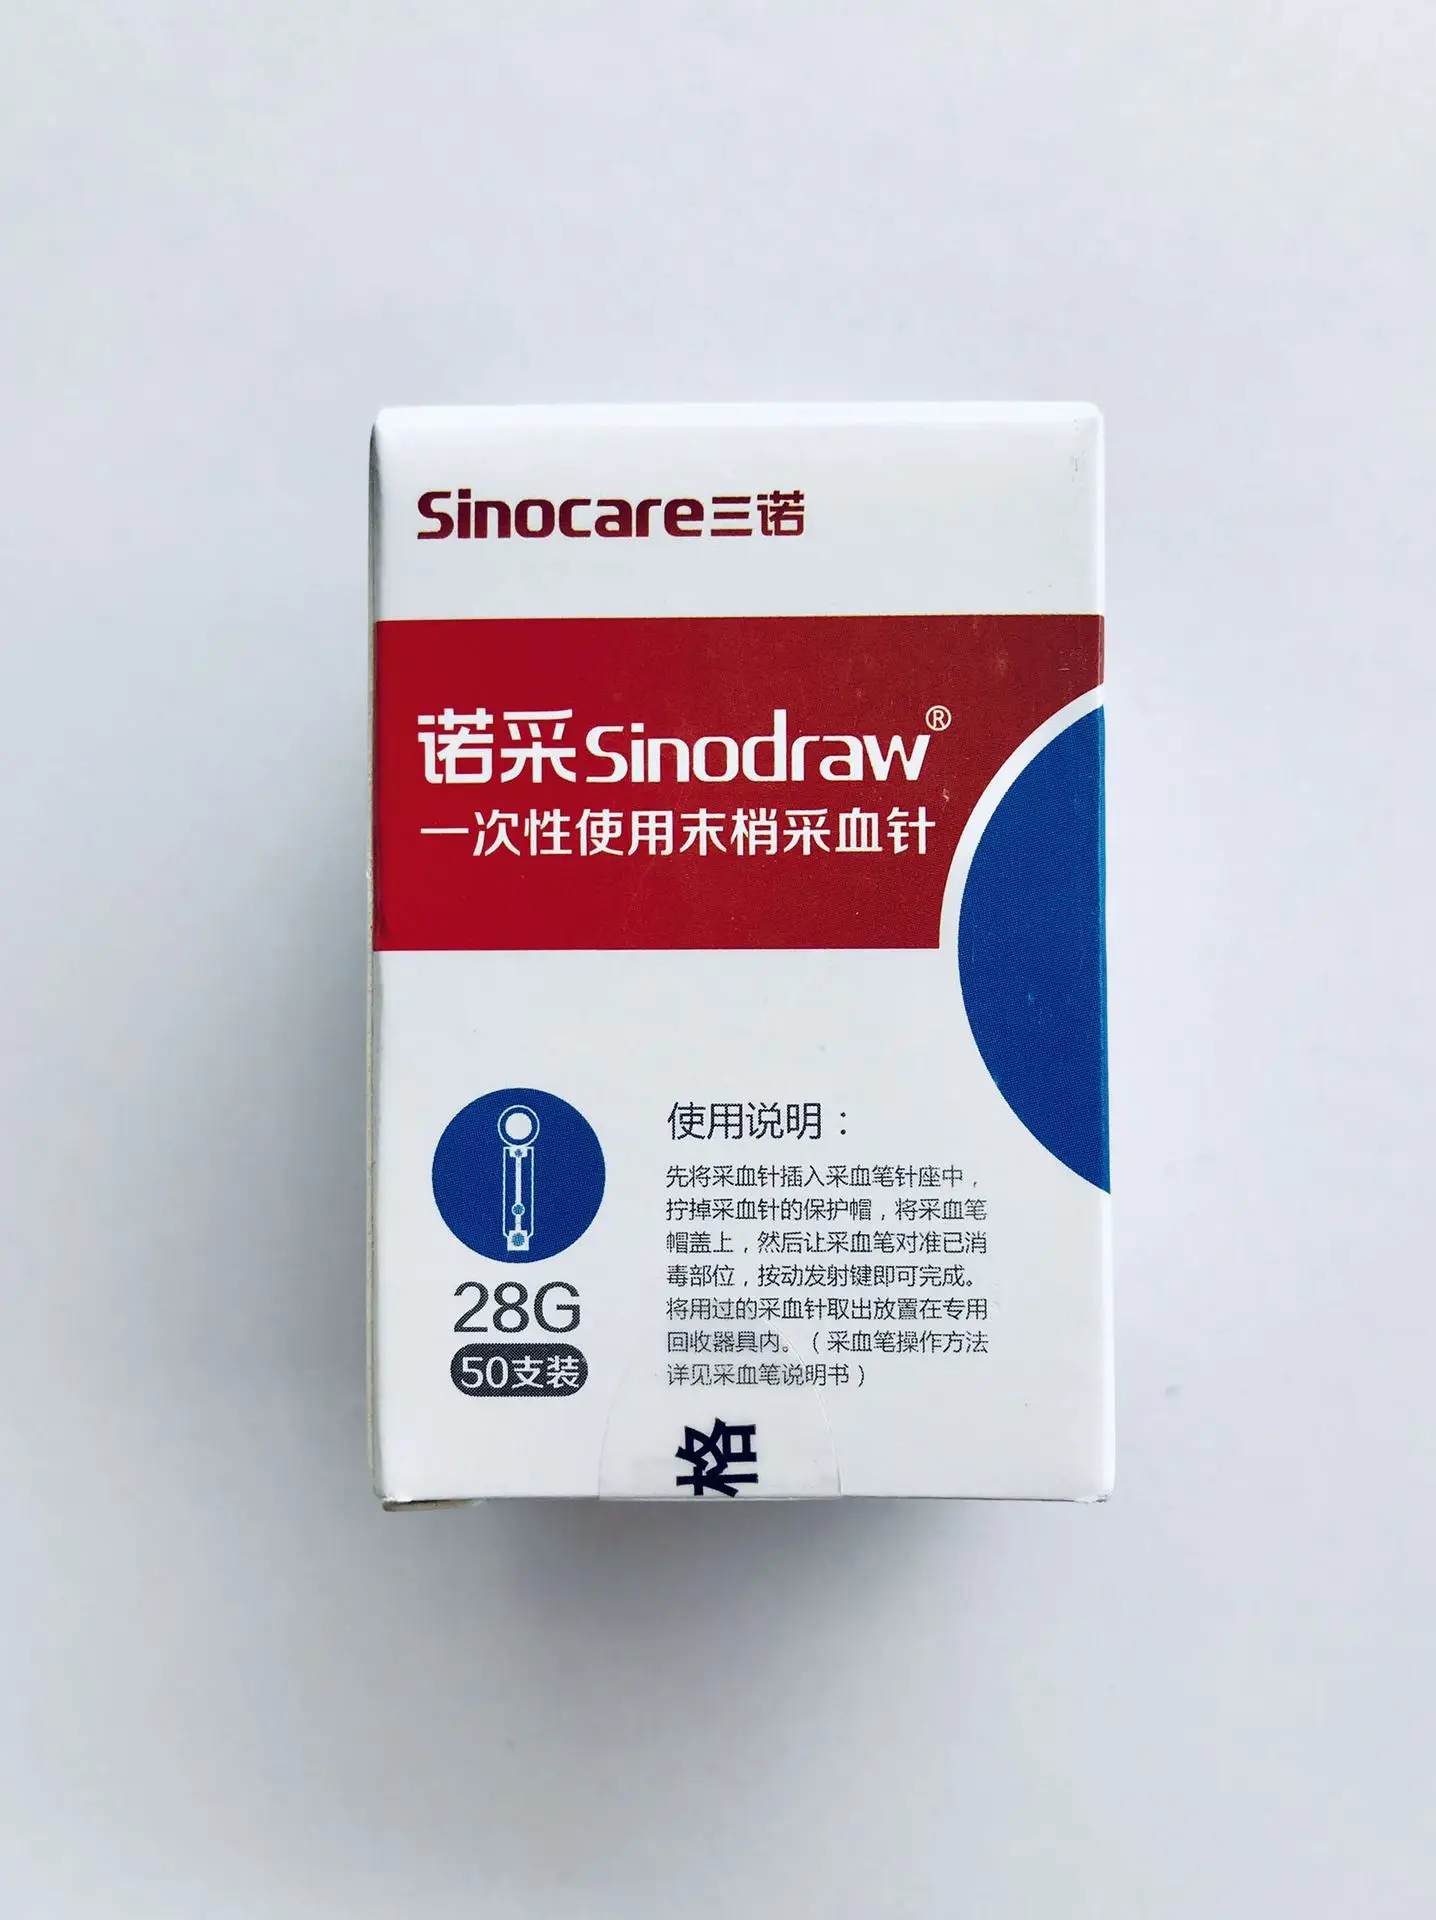 Sinocare三诺
诺采Sinodraw®
一次性使用末梢采血针
28G
50支装
使用说明：
先将采血针插入采血笔针座中，
拧掉采血针的保护帽，将采血笔
帽盖上，然后让采血笔对准已消
毒部位，按动发射键即可完成。
将用过的采血针取出放置在专用
回收器具内。（采血笔操作方法
详见采血笔说明书）
格